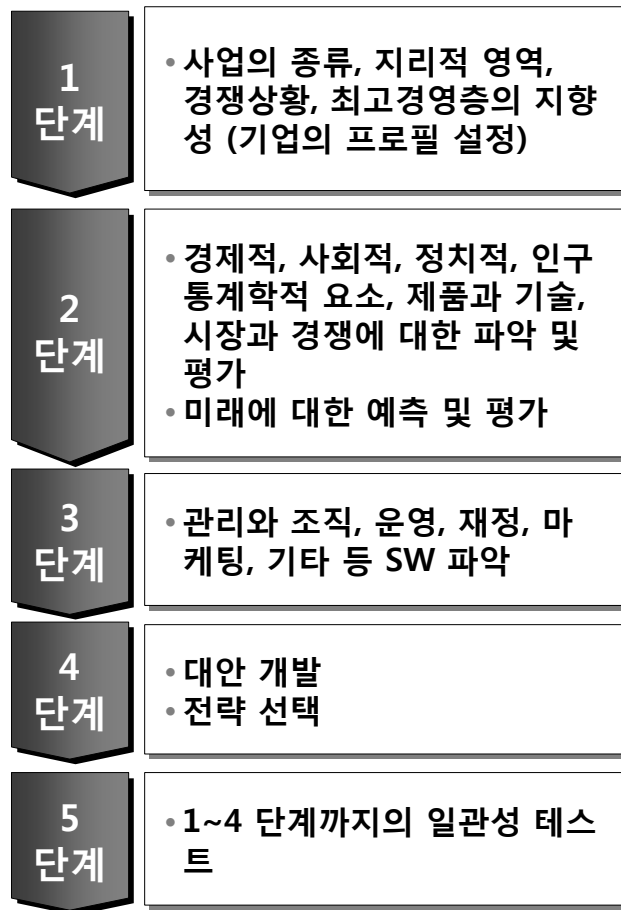 1
단계
• 사업의 종류, 지리적 영역,
경쟁상황, 최고경영층의 지향
성 (기업의 프로필 설정)
2
단계
• 경제적, 사회적, 정치적, 인구
통계학적 요소, 제품과 기술,
시장과 경쟁에 대한 파악 및
평가
• 미래에 대한 예측 및 평가
3
단계
• 관리와 조직, 운영, 재정, 마
케팅, 기타 등 SW 파악
4
단계
• 대안 개발
• 전략 선택
5
단계
• 1~4 단계까지의 일관성 테스
트